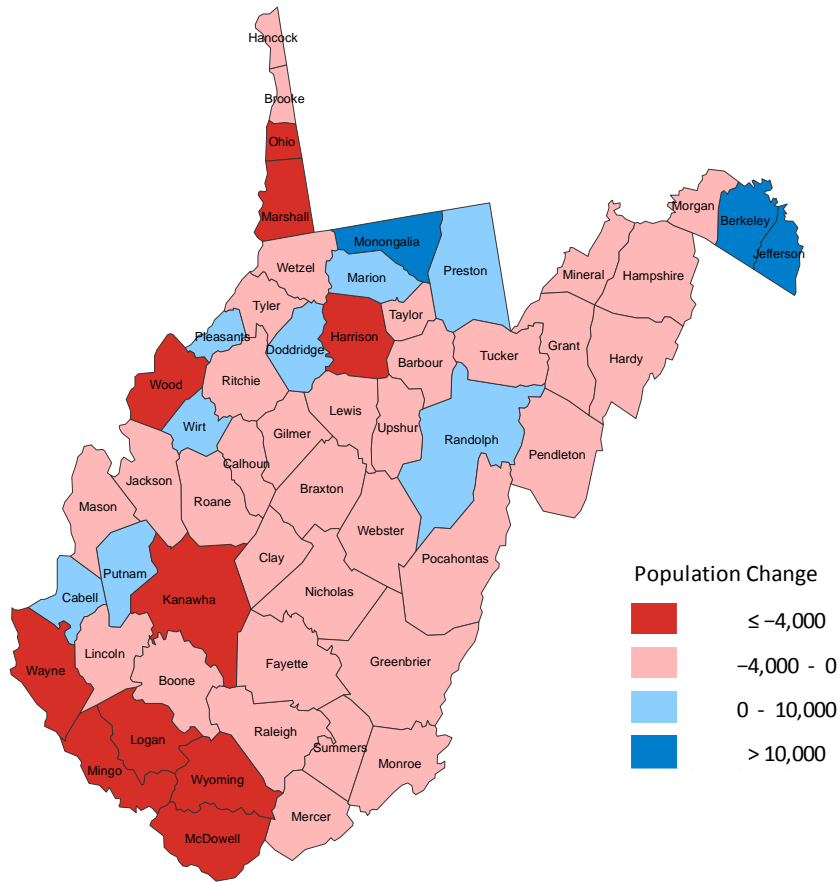 Hancock
Brooke
Ohio
Marshall
Morgan
Berkeley
Jefferson
Monongalia
Wetzel
Marion
Preston
Mineral
Hampshire
Tyler
Taylor
Pleasants
Doddridge
Harrison
Grant
Hardy
Barbour
Tucker
Wood
Ritchie
Lewis
Wirt
Gilmer
Upshur
Randolph
Pendleton
Calhoun
Jackson
Roane
Braxton
Mason
Webster
Clay
Pocahontas
Putnam
Cabell
Kanawha
Nicholas
Lincoln
Wayne
Boone
Fayette
Greenbrier
Logan
Raleigh
Summers
Monroe
Mingo
Wyoming
Mercer
McDowell
Population Change
≤ −4,000
−4,000 - 0
0 - 10,000
> 10,000